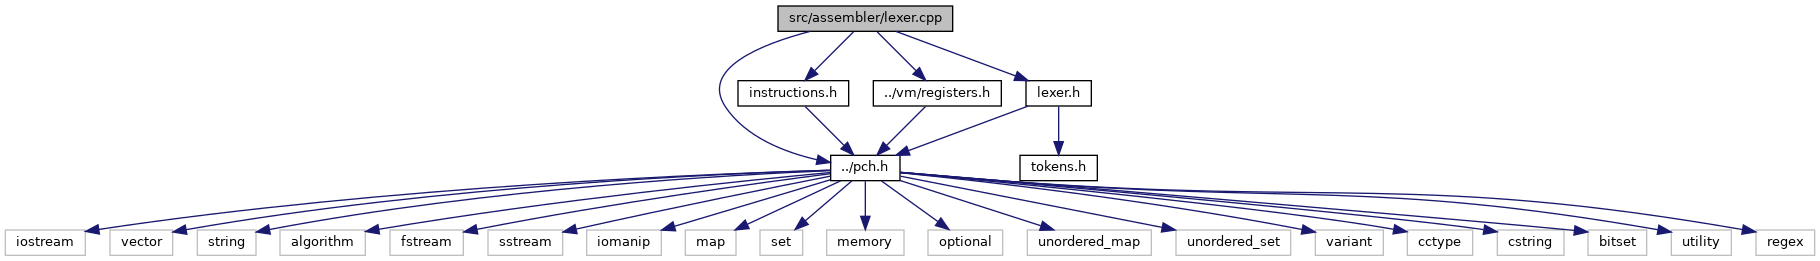 src/assembler/lexer.cpp
instructions.h
../vm/registers.h
lexer.h
../pch.h
tokens.h
iostream
vector
string
algorithm
fstream
sstream
iomanip
map
set
memory
optional
unordered_map
unordered_set
variant
cctype
cstring
bitset
utility
regex